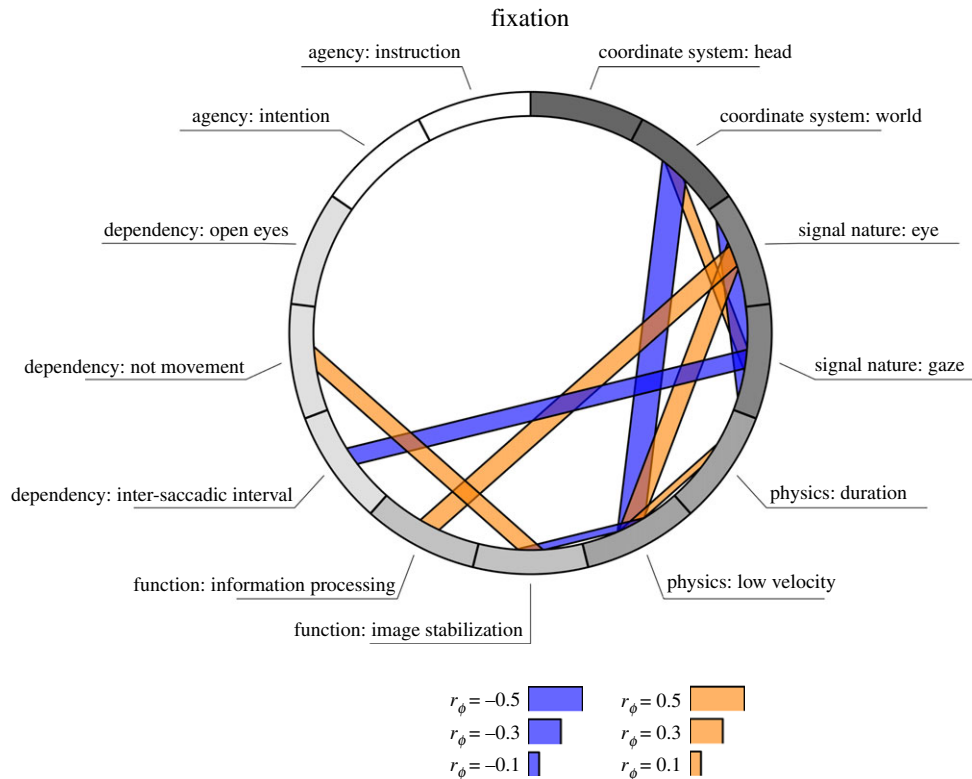 fixation
agency: instruction
coordinate system: head
agency: intention
coordinate system: world
dependency: open eyes
signal nature: eye
dependency: not movement
signal nature: gaze
dependency: inter-saccadic interval
physics: duration
function: information processing
physics: low velocity
function: image stabilization
rϕ = –0.5
rϕ = 0.5
rϕ = –0.3
rϕ = 0.3
rϕ = –0.1
rϕ = 0.1